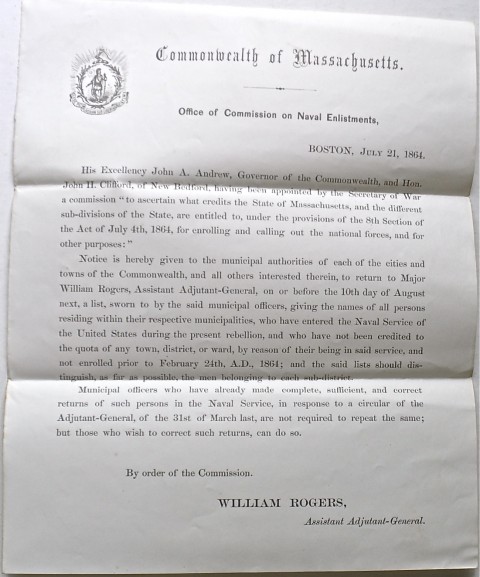 Commonwealth of Massachusetts.
Office of Commission on Naval Enlistments,
BOSTON, JULY 21, 1864.
His Excellency John A. Andrew, Governor of the Commonwealth, and Hon.
John H. Clifford, of New Bedford, having been appointed by the Secretary of War
a commission "to ascertain what credits the State of Massachusetts, and the different
sub-divisions of the State, are entitled to, under the provisions of the 8th Section of
the Act of July 4th, 1864, for enrolling and calling out the national forces, and for
other purposes:"
Notice is hereby given to the municipal authorities of each of the cities and
towns of the Commonwealth, and all others interested therein, to return to Major
William Rogers, Assistant Adjutant-General, on or before the 10th day of August
next, a list, sworn to by the said municipal officers, giving the names of all persons
residing within their respective municipalities, who have entered the Naval Service of
the United States during the present rebellion, and who have not been credited to
the quota of any town, district, or ward, by reason of their being in said service, and
not enrolled prior to February 24th, A.D., 1864; and the said lists should dis-
tinguish, as far as possible, the men belonging to each sub-district.
Municipal officers who have already made complete, sufficient, and correct
returns of such persons in the Naval Service, in response to a circular of the
Adjutant-General, of the 31st of March last, are not required to repeat the same;
but those who wish to correct such returns, can do so.
By order of the Commission.
WILLIAM ROGERS,
Assistant Adjutant-General.